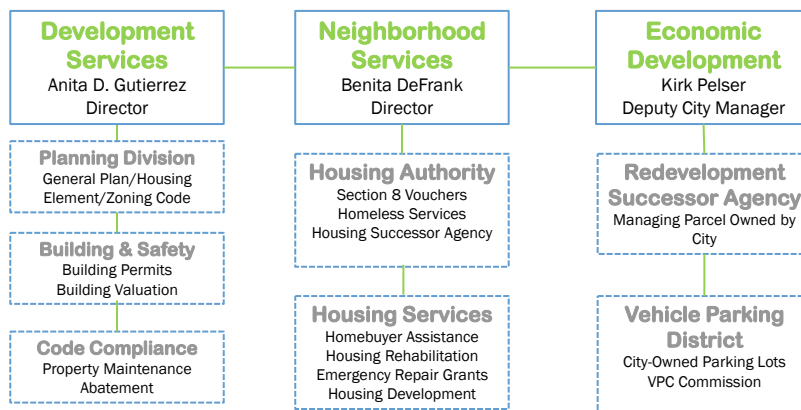 Development
Services
Anita D. Gutierrez
Director
Planning Division
General Plan/Housing
Element/Zoning Code
Building & Safety
Building Permits
Building Valuation
Code Compliance
Property Maintenance
Abatement
Neighborhood
Services
Benita DeFrank
Director
Housing Authority
Section 8 Vouchers
Homeless Services
Housing Successor Agency
Housing Services
Homebuyer Assistance
Housing Rehabilitation
Emergency Repair Grants
Housing Development
Economic
Development
Kirk Pelser
Deputy City Manager
Redevelopment
Successor Agency
Managing Parcel Owned by
City
Vehicle Parking
District
City-Owned Parking Lots
VPC Commission